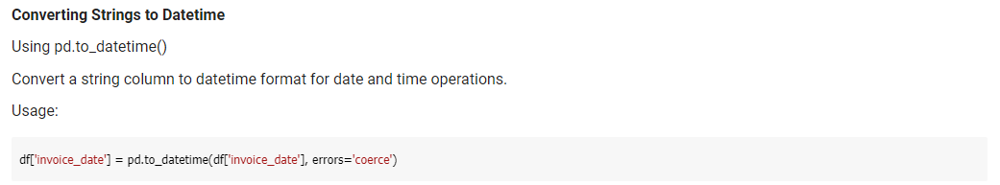 Converting Strings to Datetime
Using pd.to_datetime()
Convert a string column to datetime format for date and time operations.
Usage:
df['invoice_date'] = pd.to_datetime(df['invoice_date'], errors='coerce')